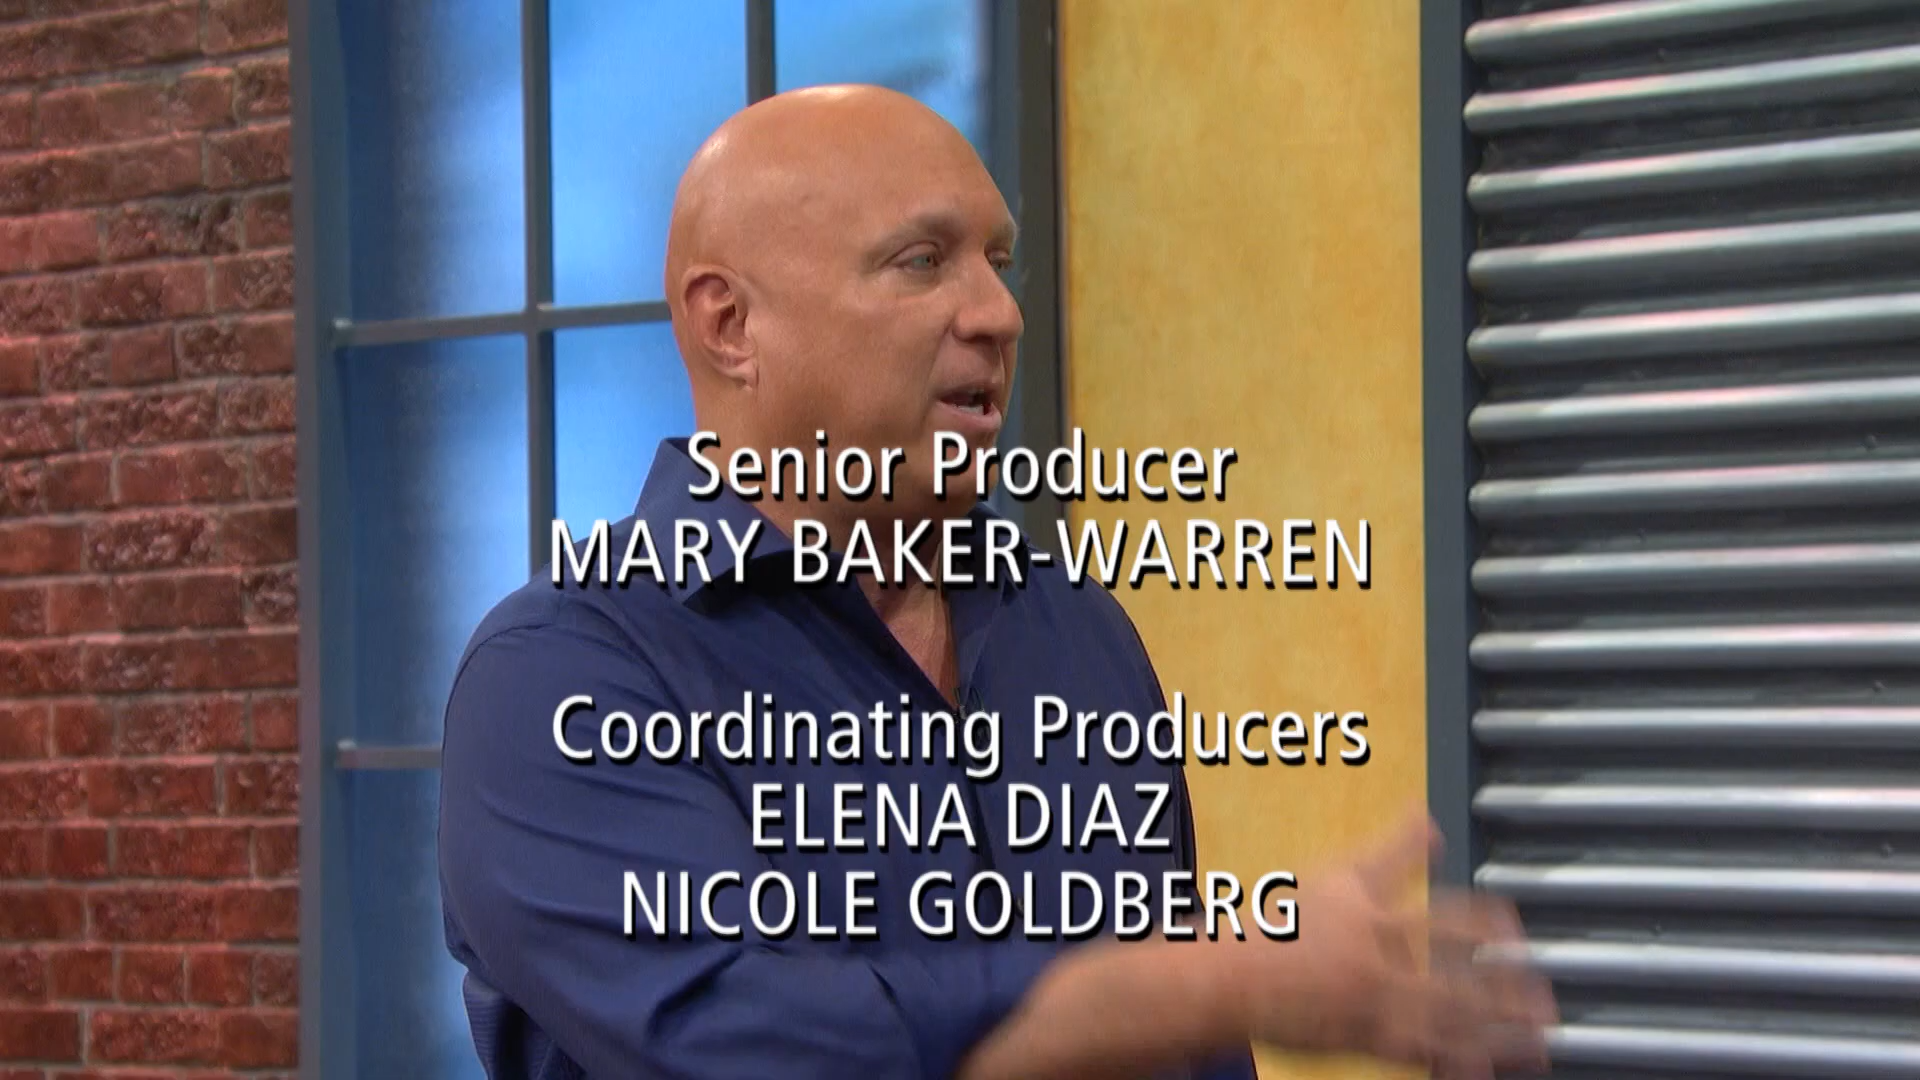 Senior Producer
MARY BAKER-WARREN
Coordinating Producers
ELENA DIAZ
NICOLE GOLDBERG